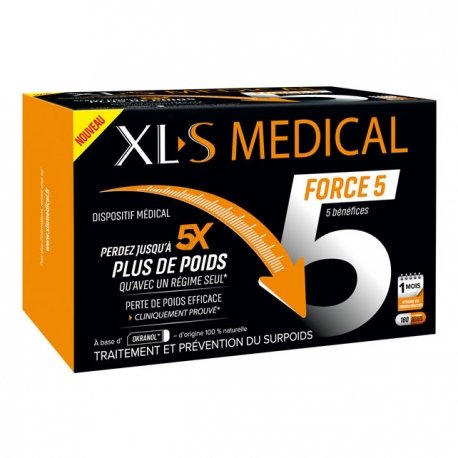 NOUVEAU
XL-S MEDICAL
FORCE 5
5 bénéfices
5
DISPOSITIF MÉDICAL
PERDEZ JUSQU'À 5X
PLUS DE POIDS
QU'AVEC UN RÉGIME SEUL*
PERTE DE POIDS EFFICACE
CLINIQUEMENT PROUVÉ*
À base d' OKRANOL™ d'origine 100 % naturelle
TRAITEMENT ET PRÉVENTION DU SURPOIDS
1 MOIS
180